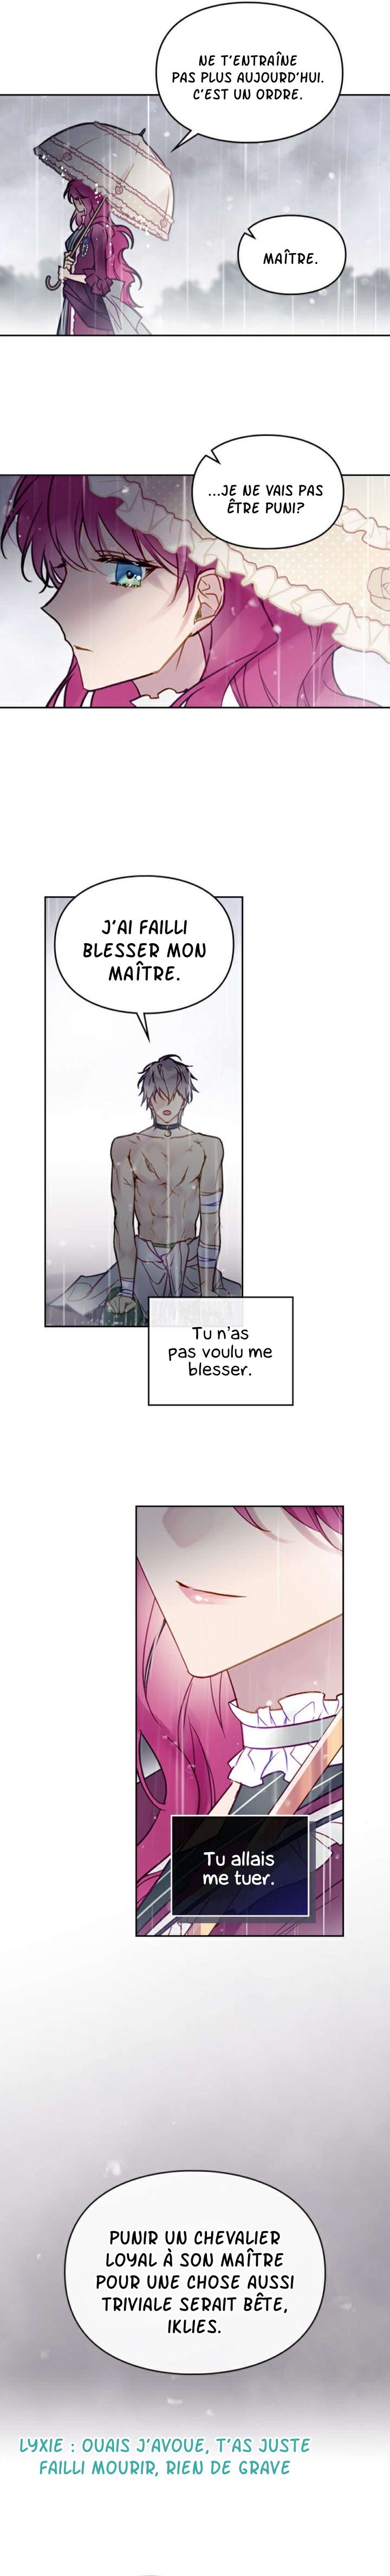 NE T'ENTRAÎNE
PAS PLUS AUJOURD'HUI.
C'EST UN ORDRE.
MAÎTRE.
...JE NE VAIS PAS
ÊTRE PUNI?
J'AI FAILLI
BLESSER MON
MAÎTRE.
Tu n'as
pas voulu me
blesser.
Tu allais
me tuer.
PUNIR UN CHEVALIER
LOYAL À SON MAÎTRE
POUR UNE CHOSE AUSSI
TRIVIALE SERAIT BÊTE,
IKLIES.
LYXIE : OUAIS J'AVOUE, T'AS JUSTE
FAILLI MOURIR, RIEN DE GRAVE